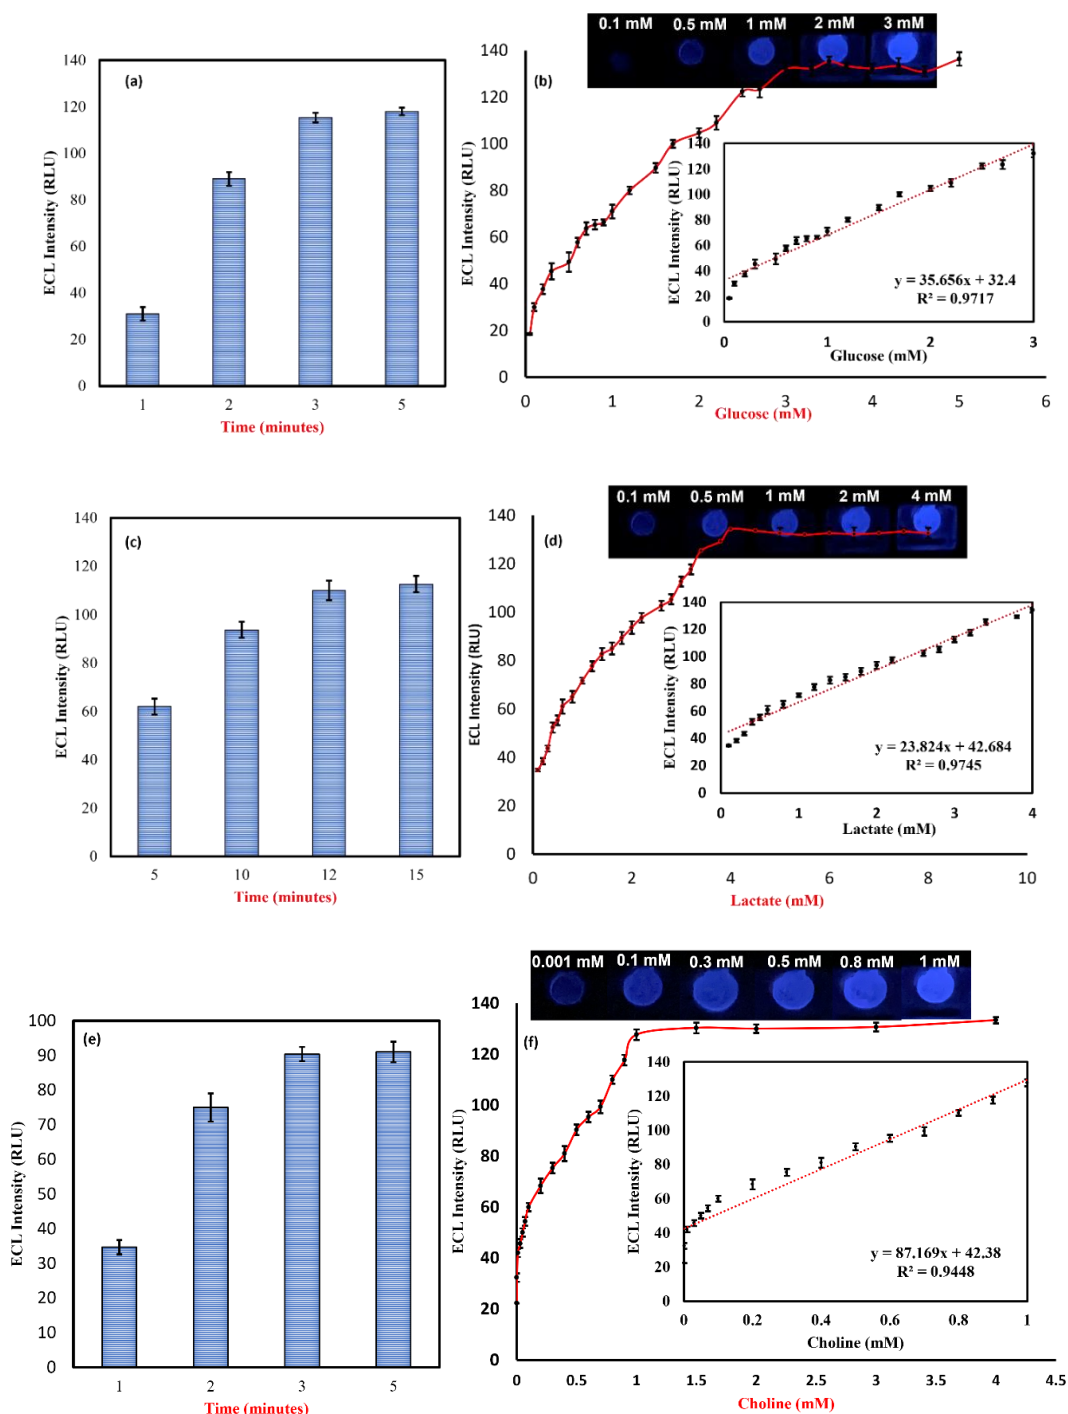 (a)
ECL Intensity (RLU)
140
120
100
80
60
40
20
0
1 2 3 5
Time (minutes)
0.1 mM 0.5 mM 1 mM 2 mM 3 mM
(b)
ECL Intensity (RLU)
140
120
100
80
60
40
20
0
0 1 2 3 4 5 6
Glucose (mM)
ECL Intensity (RLU)
140
120
100
80
60
40
20
0
y = 35.656x + 32.4
R² = 0.9717
0 1 2 3
Glucose (mM)
(c)
ECL Intensity (RLU)
140
120
100
80
60
40
20
0
5 10 12 15
Time (minutes)
0.1 mM 0.5 mM 1 mM 2 mM 4 mM
(d)
ECL Intensity (RLU)
140
120
100
80
60
40
20
0
0 2 4 6 8 10
Lactate (mM)
ECL Intensity (RLU)
140
120
100
80
60
40
20
0
y = 23.824x + 42.684
R² = 0.9745
1 2 3 4
Lactate (mM)
(e)
ECL Intensity (RLU)
100
90
80
70
60
50
40
30
20
10
0
1 2 3 5
Time (minutes)
0.001 mM 0.1 mM 0.3 mM 0.5 mM 0.8 mM 1 mM
(f)
ECL Intensity (RLU)
140
120
100
80
60
40
20
0
0 0.5 1 1.5 2 2.5 3 3.5 4 4.5
Choline (mM)
ECL Intensity (RLU)
140
120
100
80
60
40
20
0
y = 87.169x + 42.38
R² = 0.9448
0 0.2 0.4 0.6 0.8 1
Choline (mM)